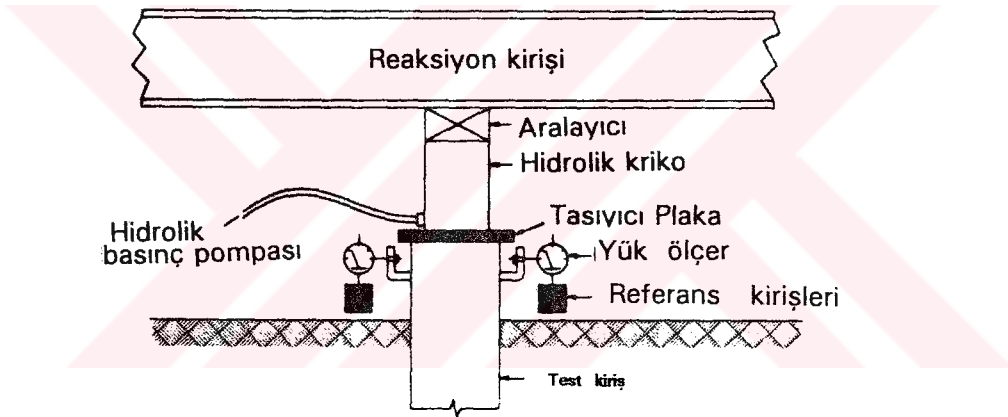 Reaksiyon kirişi
Aralayıcı
Hidrolik kriko
Hidrolik
basınç pompası
Tasıyıcı Plaka
Yük ölçer
Referans kirişleri
Test kiriş